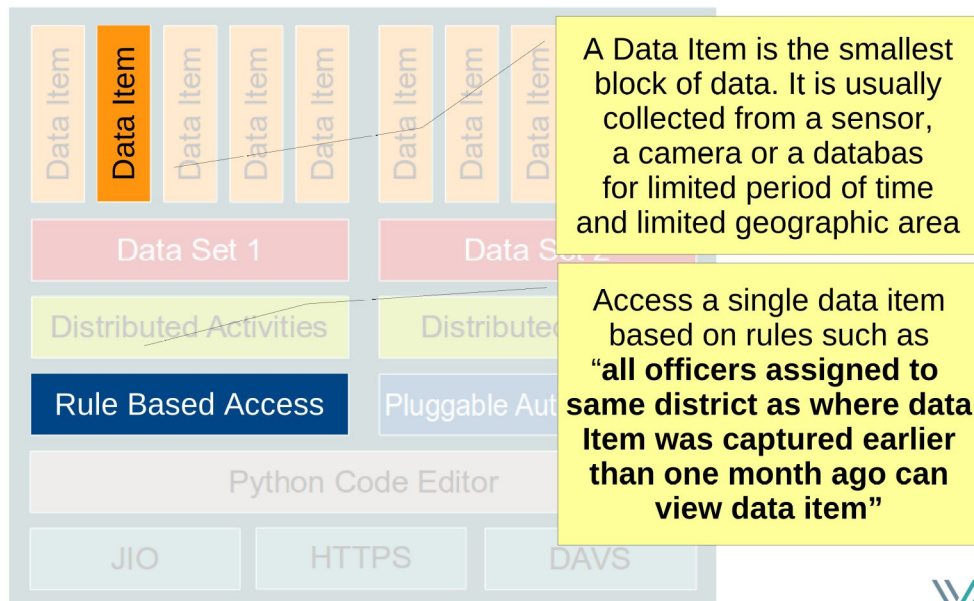 Data Item
Data Item
Data Item
Data Item
Data Item
Data Item
Data Item
Data Item
A Data Item is the smallest
block of data. It is usually
collected from a sensor,
a camera or a databas
for limited period of time
and limited geographic area
Data Set 1
Data Set 2
Distributed Activities
Distributed
Access a single data item
based on rules such as
“all officers assigned to
same district as where data
Item was captured earlier
than one month ago can
view data item”
Rule Based Access
Pluggable Aut
Python Code Editor
JIO
HTTPS
DAVS